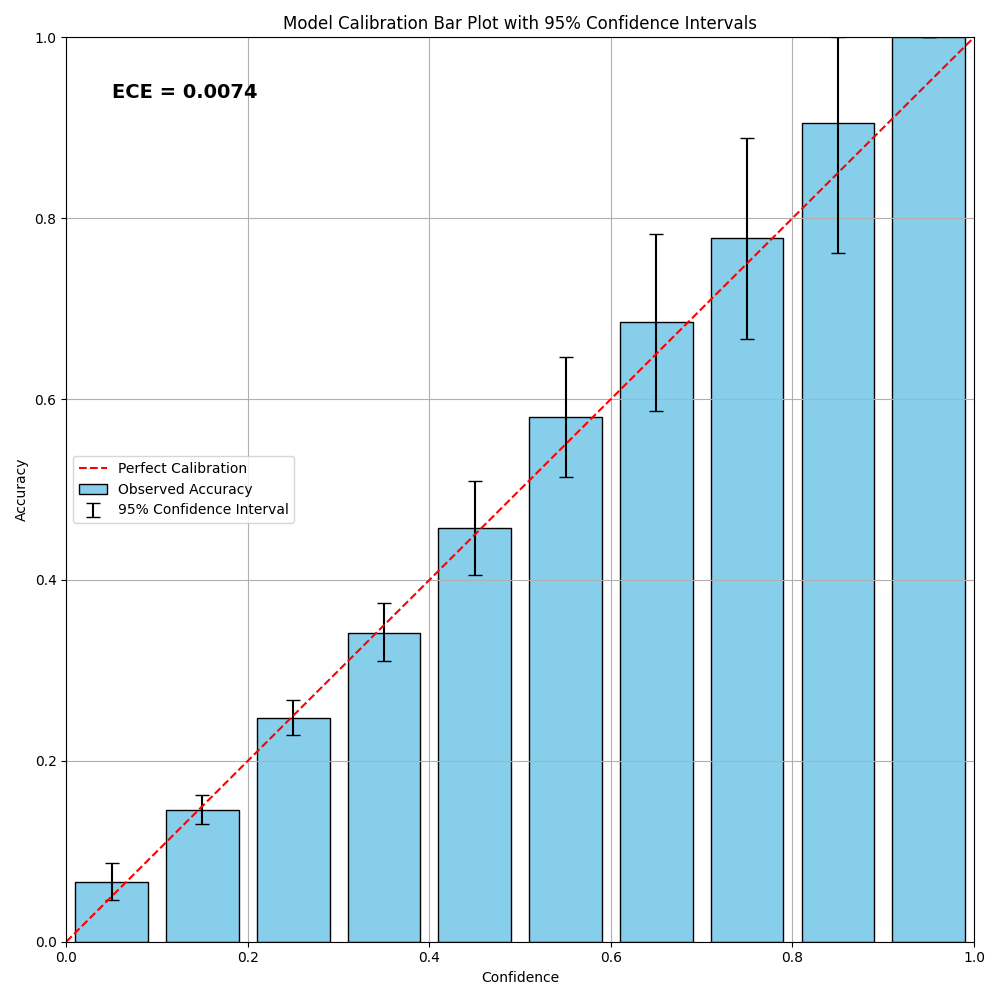 Model Calibration Bar Plot with 95% Confidence Intervals
ECE = 0.0074
Accuracy
1.0
0.8
0.6
0.4
0.2
0.0
Perfect Calibration
Observed Accuracy
95% Confidence Interval
0.0 0.2 0.4 0.6 0.8 1.0
Confidence